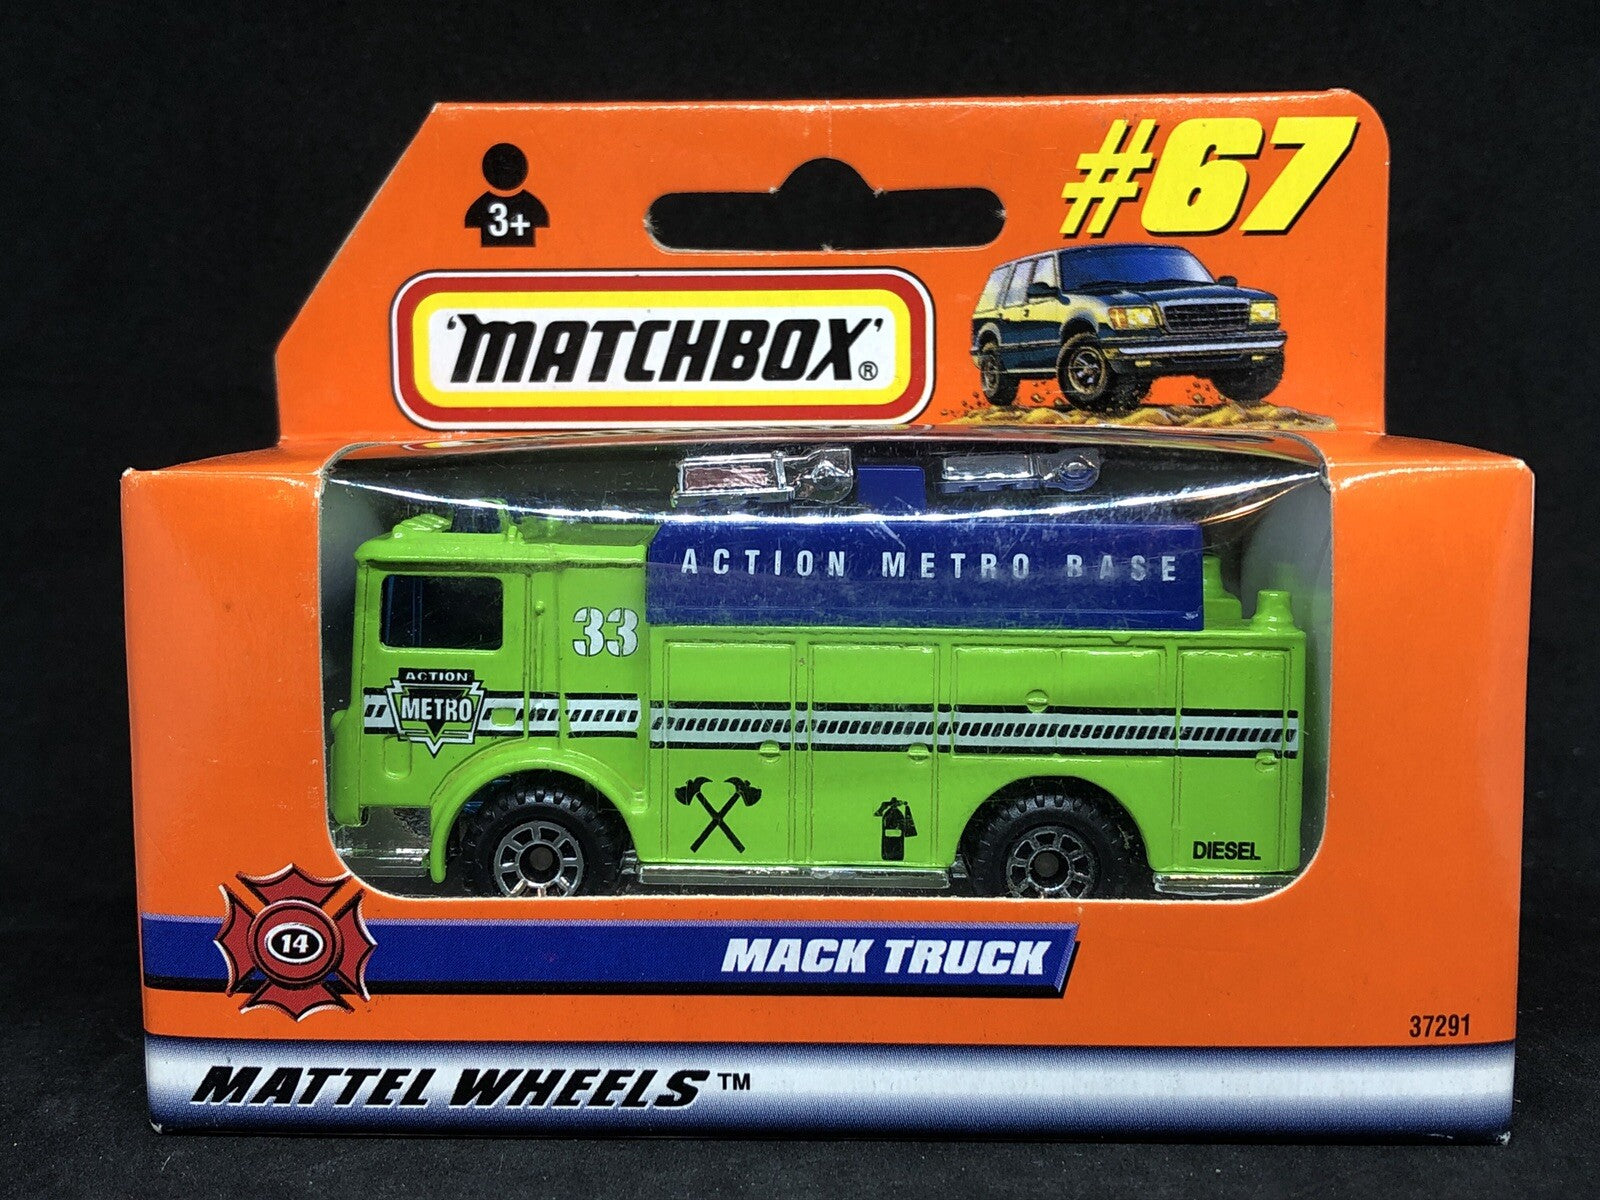 #67
3+
'MATCHBOX'®
ACTION METRO BASE
33
ACTION
METRO
DIESEL
14
MACK TRUCK
37291
MATTEL WHEELS™